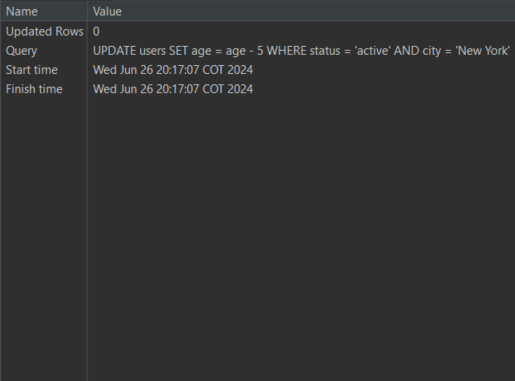 Name Value
Updated Rows 0
Query UPDATE users SET age = age - 5 WHERE status = 'active' AND city = 'New York'
Start time Wed Jun 26 20:17:07 COT 2024
Finish time Wed Jun 26 20:17:07 COT 2024